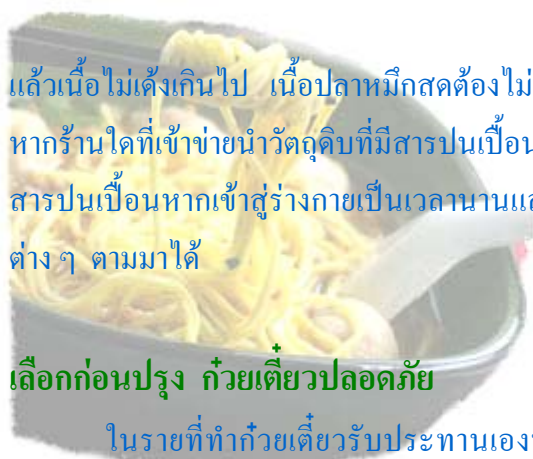 แล้วเนื้อไม่เด้งเกินไป เนื้อปลาหมึกสดต้องไม่
หากร้านใดที่เข้าข่ายนำวัตถุดิบที่มีสารปนเปื้อน
สารปนเปื้อนหากเข้าสู่ร่างกายเป็นเวลานานแล
ต่าง ๆ ตามมาได้
เลือกก่อนปรุง ก๋วยเตี๋ยวปลอดภัย
ในรายที่ทำก๋วยเตี๋ยวรับประทานเอง